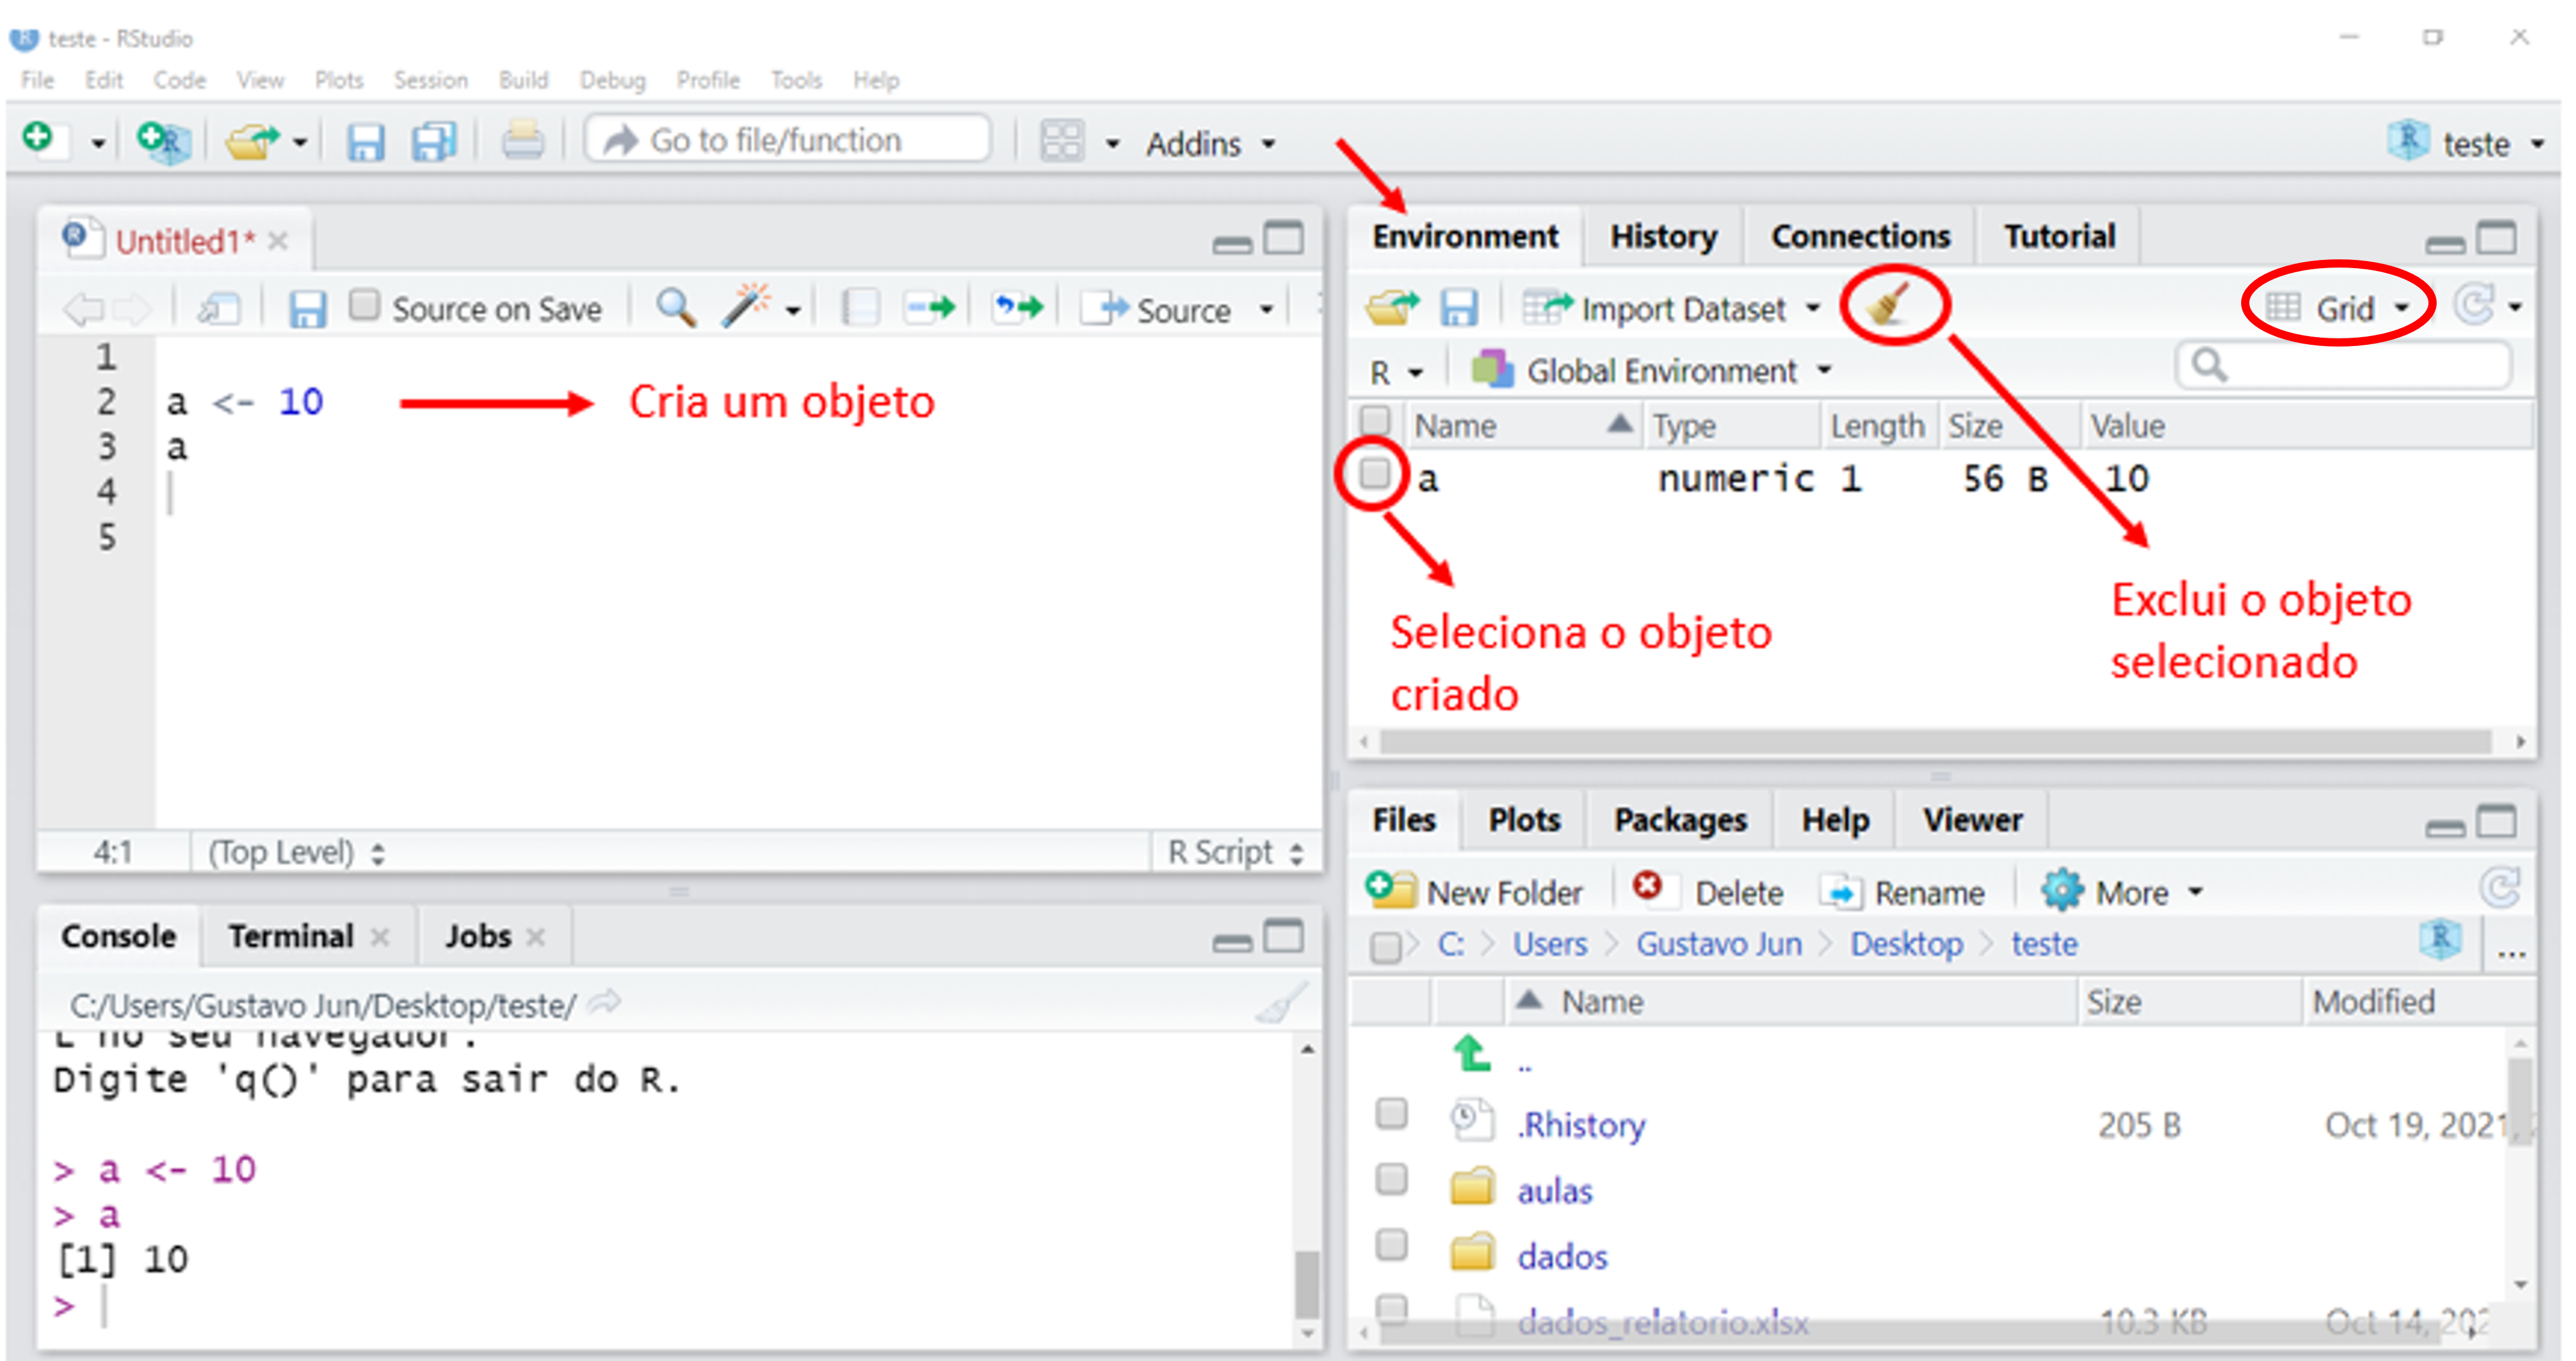 teste - RStudio
File Edit Code View Plots Session Build Debug Profile Tools Help
Go to file/function Addins teste
Untitled1*
Source on Save Source
1
2 a <- 10 Cria um objeto
3 a
4
5
4:1 (Top Level) R Script
Environment History Connections Tutorial
Import Dataset Grid
R Global Environment
Name Type Length Size Value
a numeric 1 56 B 10
Seleciona o objeto
criado
Exclui o objeto
selecionado
Console Terminal Jobs
C:/Users/Gustavo Jun/Desktop/teste/
E no seu navegador.
Digite 'q()' para sair do R.
> a <- 10
> a
[1] 10
>
Files Plots Packages Help Viewer
New Folder Delete Rename More
C: Users Gustavo Jun Desktop teste ...
Name Size Modified
..
.Rhistory 205 B Oct 19, 2021,
aulas
dados
dados_relatorio.xlsx 10.3 KB Oct 14, 202